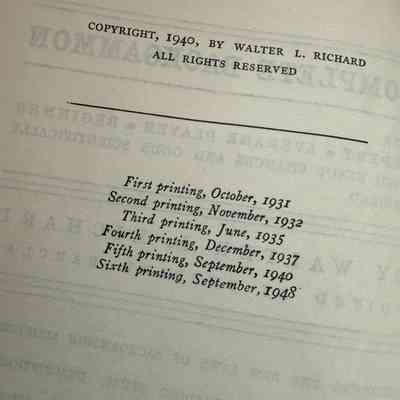 COPYRIGHT, 1940, BY WALTER L. RICHARD
ALL RIGHTS RESERVED
First printing, October, 1931
Second printing, November, 1932
Third printing, June, 1935
Fourth printing, December, 1937
Fifth printing, September, 1940
Sixth printing, September, 1948